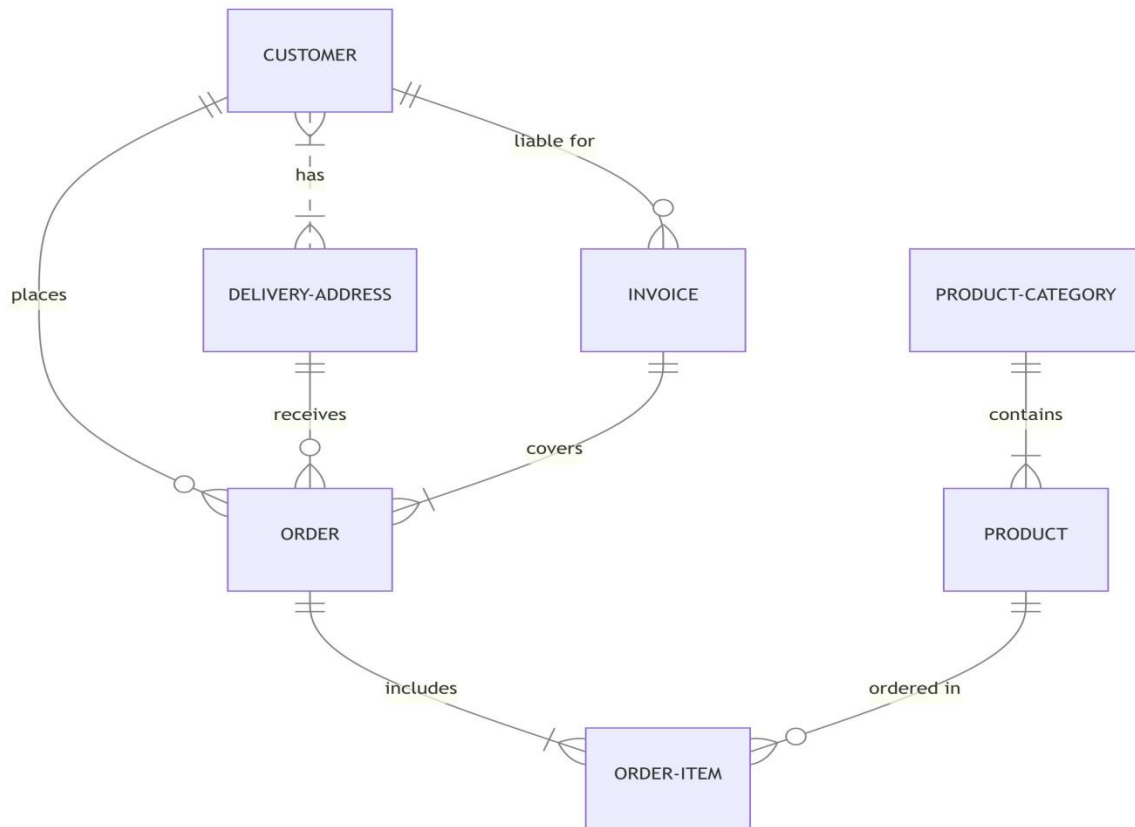 CUSTOMER
liable for
has
DELIVERY-ADDRESS
INVOICE
PRODUCT-CATEGORY
places
receives
covers
contains
ORDER
PRODUCT
includes
ordered in
ORDER-ITEM